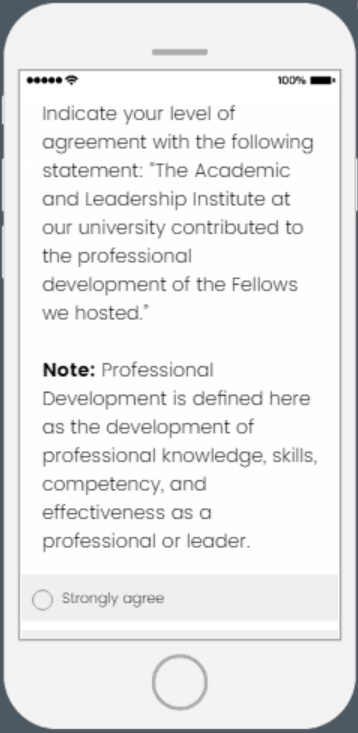 100%
Indicate your level of
agreement with the following
statement: "The Academic
and Leadership Institute at
our university contributed to
the professional
development of the Fellows
we hosted."
Note: Professional
Development is defined here
as the development of
professional knowledge, skills,
competency, and
effectiveness as a
professional or leader.
Strongly agree